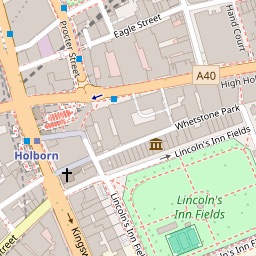 Eagle Street
Procter Street
Hand Court
A40
High Hol
Whetstone Park
Holborn
Lincoln's Inn Fields
Lincoln's
Inn Fields
Lincoln's Inn Fields
Kingsw
Street